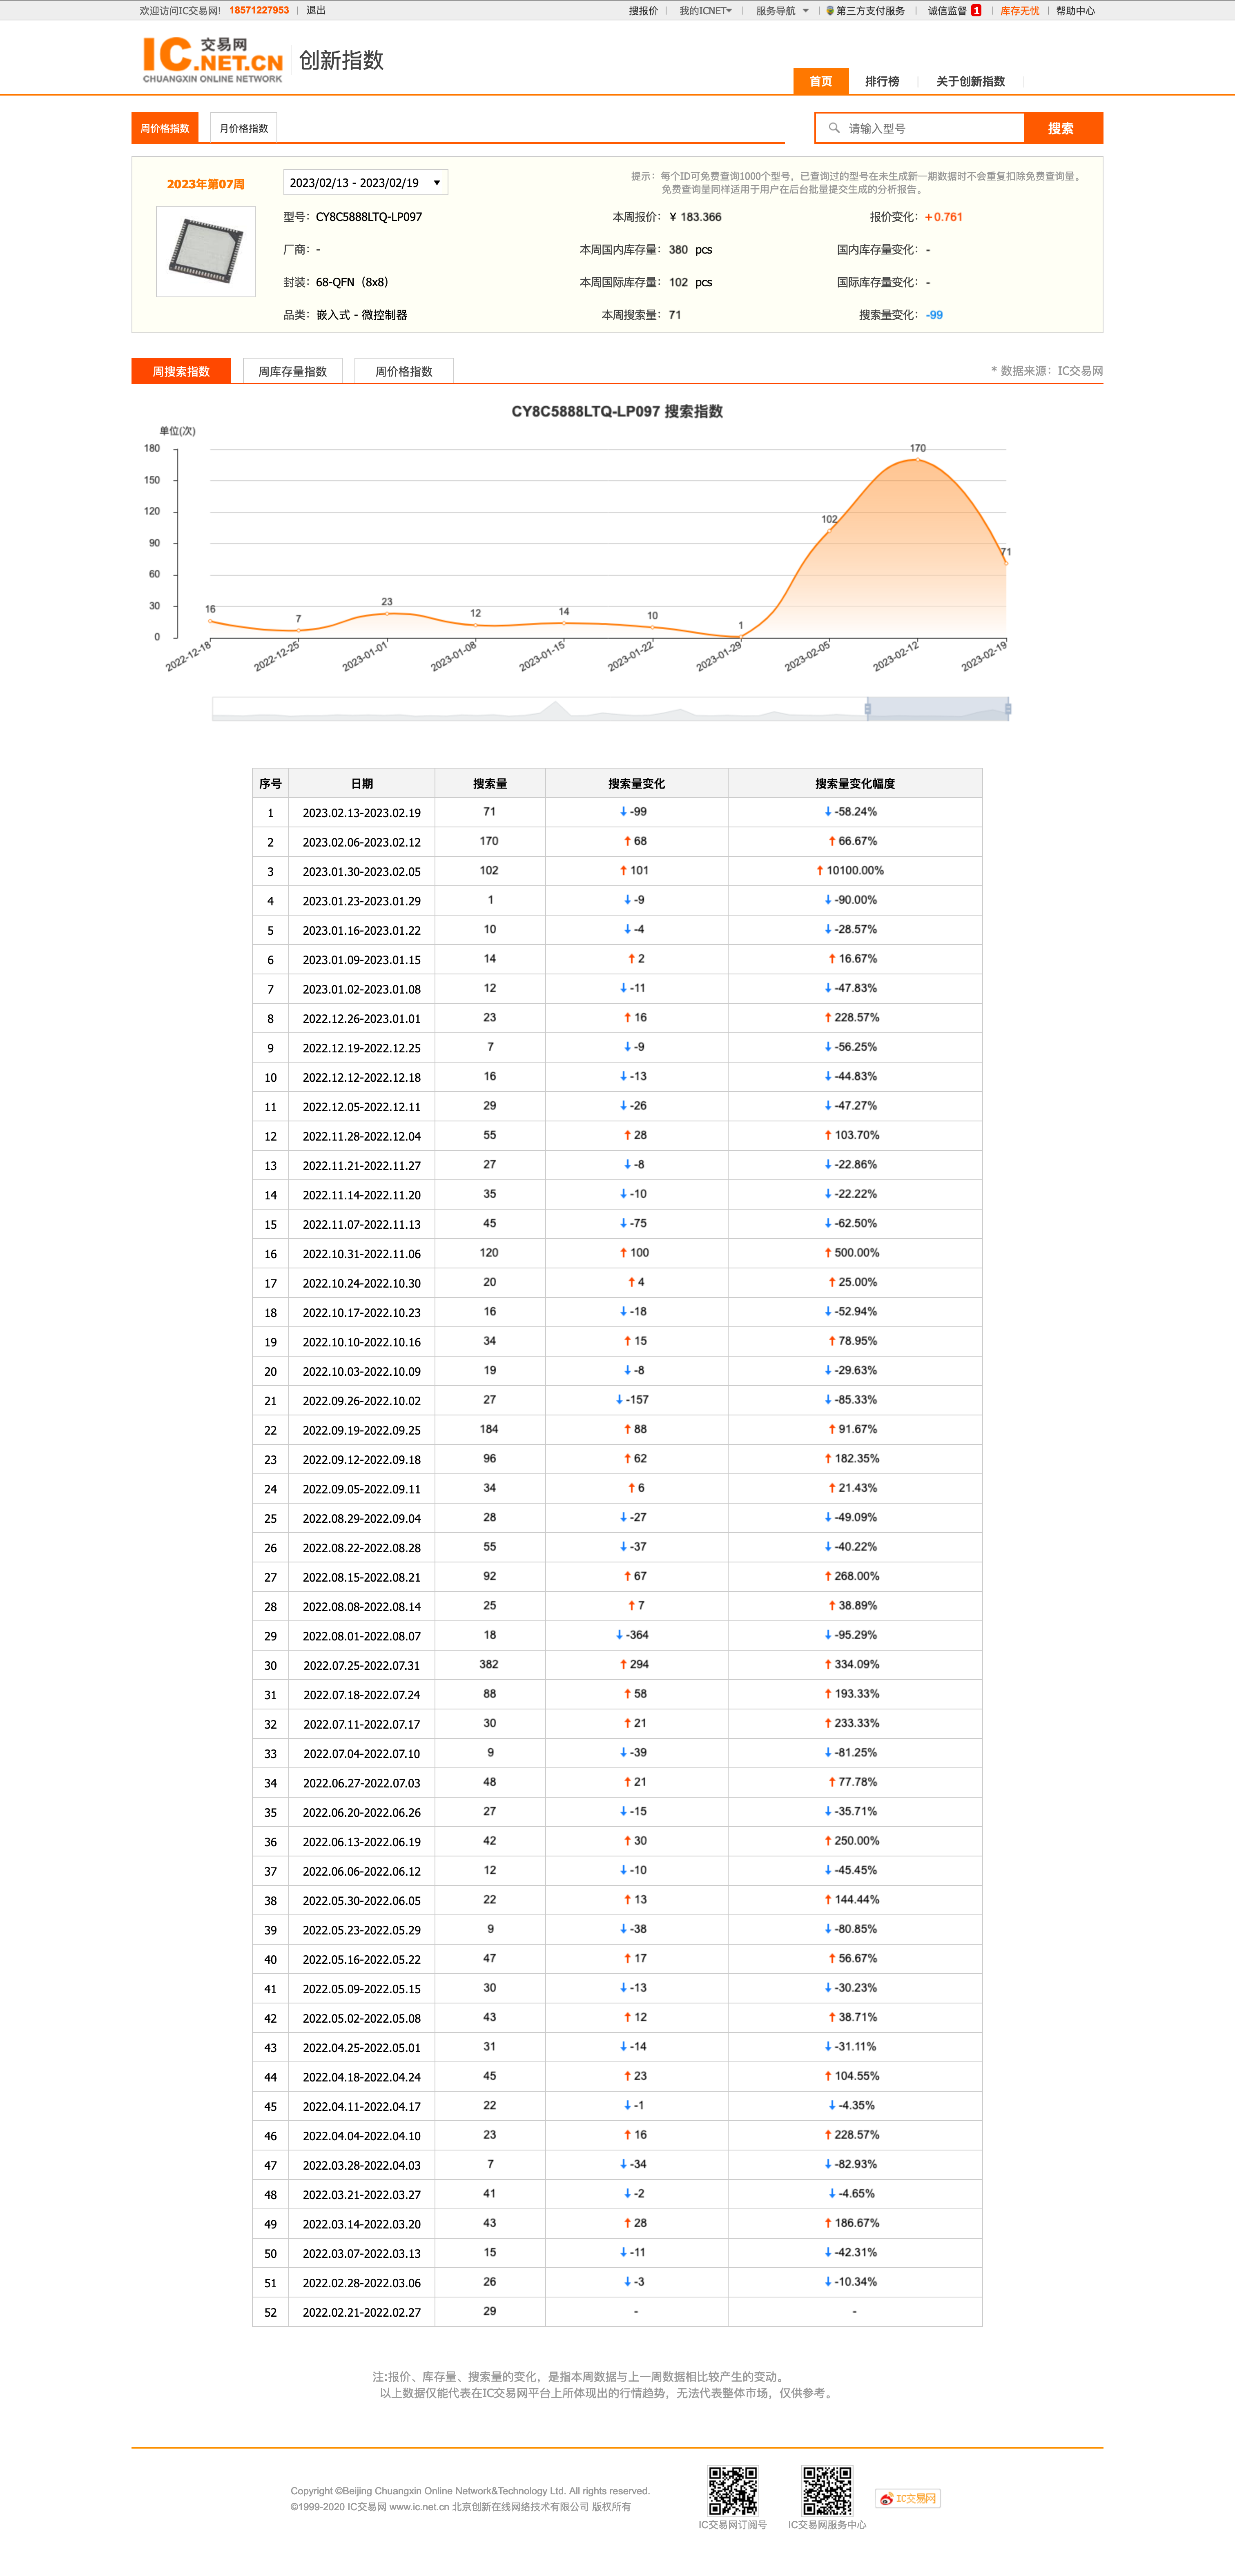 欢迎访问IC交易网! 18571227953 | 退出 搜报价 | 我的ICNET | 服务导航 | 第三方支付服务 | 诚信监督 1 | 库存无忧 | 帮助中心
IC 交易网 .NET.CN
CHUANGXIN ONLINE NETWORK
创新指数
首页 排行榜 关于创新指数
周价格指数 月价格指数 请输入型号 搜索
2023年第07周 2023/02/13 - 2023/02/19
提示：每个ID可免费查询1000个型号，已查询过的型号在未生成新一期数据时不会重复扣除免费查询量。
免费查询量同样适用于用户在后台批量提交生成的分析报告。
型号：CY8C5888LTQ-LP097 本周报价：¥ 183.366 报价变化：+0.761
厂商：- 本周国内库存量：380 pcs 国内库存量变化：-
封装：68-QFN（8x8） 本周国际库存量：102 pcs 国际库存量变化：-
品类：嵌入式 - 微控制器 本周搜索量：71 搜索量变化：-99
周搜索指数 周库存量指数 周价格指数 * 数据来源：IC交易网
CY8C5888LTQ-LP097 搜索指数
单位(次)
180
150
120
90
60
30
0
16 7 23 12 14 10 1 102 170 71
2022-12-18 2022-12-25 2023-01-01 2023-01-08 2023-01-15 2023-01-22 2023-01-29 2023-02-05 2023-02-12 2023-02-19
序号 日期 搜索量 搜索量变化 搜索量变化幅度
1 2023.02.13-2023.02.19 71 ↓-99 ↓-58.24%
2 2023.02.06-2023.02.12 170 ↑68 ↑66.67%
3 2023.01.30-2023.02.05 102 ↑101 ↑10100.00%
4 2023.01.23-2023.01.29 1 ↓-9 ↓-90.00%
5 2023.01.16-2023.01.22 10 ↓-4 ↓-28.57%
6 2023.01.09-2023.01.15 14 ↑2 ↑16.67%
7 2023.01.02-2023.01.08 12 ↓-11 ↓-47.83%
8 2022.12.26-2023.01.01 23 ↑16 ↑228.57%
9 2022.12.19-2022.12.25 7 ↓-9 ↓-56.25%
10 2022.12.12-2022.12.18 16 ↓-13 ↓-44.83%
11 2022.12.05-2022.12.11 29 ↓-26 ↓-47.27%
12 2022.11.28-2022.12.04 55 ↑28 ↑103.70%
13 2022.11.21-2022.11.27 27 ↓-8 ↓-22.86%
14 2022.11.14-2022.11.20 35 ↓-10 ↓-22.22%
15 2022.11.07-2022.11.13 45 ↓-75 ↓-62.50%
16 2022.10.31-2022.11.06 120 ↑100 ↑500.00%
17 2022.10.24-2022.10.30 20 ↑4 ↑25.00%
18 2022.10.17-2022.10.23 16 ↓-18 ↓-52.94%
19 2022.10.10-2022.10.16 34 ↑15 ↑78.95%
20 2022.10.03-2022.10.09 19 ↓-8 ↓-29.63%
21 2022.09.26-2022.10.02 27 ↓-157 ↓-85.33%
22 2022.09.19-2022.09.25 184 ↑88 ↑91.67%
23 2022.09.12-2022.09.18 96 ↑62 ↑182.35%
24 2022.09.05-2022.09.11 34 ↑6 ↑21.43%
25 2022.08.29-2022.09.04 28 ↓-27 ↓-49.09%
26 2022.08.22-2022.08.28 55 ↓-37 ↓-40.22%
27 2022.08.15-2022.08.21 92 ↑67 ↑268.00%
28 2022.08.08-2022.08.14 25 ↑7 ↑38.89%
29 2022.08.01-2022.08.07 18 ↓-364 ↓-95.29%
30 2022.07.25-2022.07.31 382 ↑294 ↑334.09%
31 2022.07.18-2022.07.24 88 ↑58 ↑193.33%
32 2022.07.11-2022.07.17 30 ↑21 ↑233.33%
33 2022.07.04-2022.07.10 9 ↓-39 ↓-81.25%
34 2022.06.27-2022.07.03 48 ↑21 ↑77.78%
35 2022.06.20-2022.06.26 27 ↓-15 ↓-35.71%
36 2022.06.13-2022.06.19 42 ↑30 ↑250.00%
37 2022.06.06-2022.06.12 12 ↓-10 ↓-45.45%
38 2022.05.30-2022.06.05 22 ↑13 ↑144.44%
39 2022.05.23-2022.05.29 9 ↓-38 ↓-80.85%
40 2022.05.16-2022.05.22 47 ↑17 ↑56.67%
41 2022.05.09-2022.05.15 30 ↓-13 ↓-30.23%
42 2022.05.02-2022.05.08 43 ↑12 ↑38.71%
43 2022.04.25-2022.05.01 31 ↓-14 ↓-31.11%
44 2022.04.18-2022.04.24 45 ↑23 ↑104.55%
45 2022.04.11-2022.04.17 22 ↓-1 ↓-4.35%
46 2022.04.04-2022.04.10 23 ↑16 ↑228.57%
47 2022.03.28-2022.04.03 7 ↓-34 ↓-82.93%
48 2022.03.21-2022.03.27 41 ↓-2 ↓-4.65%
49 2022.03.14-2022.03.20 43 ↑28 ↑186.67%
50 2022.03.07-2022.03.13 15 ↓-11 ↓-42.31%
51 2022.02.28-2022.03.06 26 ↓-3 ↓-10.34%
52 2022.02.21-2022.02.27 29 - -
注:报价、库存量、搜索量的变化，是指本周数据与上一周数据相比较产生的变动。
以上数据仅能代表在IC交易网平台上所体现出的行情趋势，无法代表整体市场，仅供参考。
Copyright ©Beijing Chuangxin Online Network&Technology Ltd. All rights reserved.
©1999-2020 IC交易网 www.ic.net.cn 北京创新在线网络技术有限公司 版权所有
IC交易网订阅号 IC交易网服务中心 IC交易网